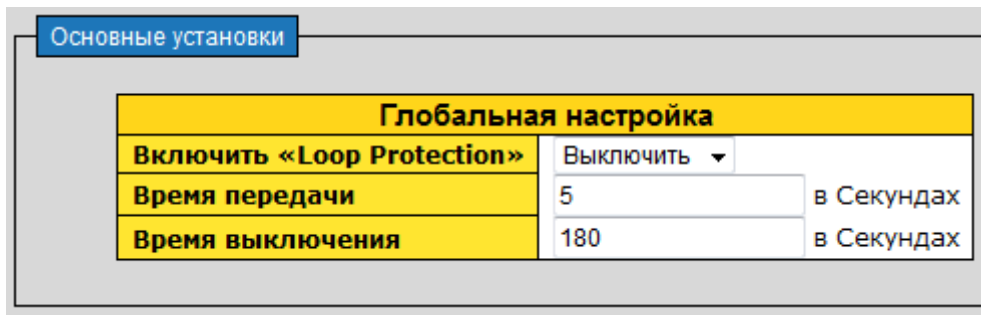 Основные установки
Глобальная настройка
Включить «Loop Protection» Выключить
Время передачи 5 в Секундах
Время выключения 180 в Секундах